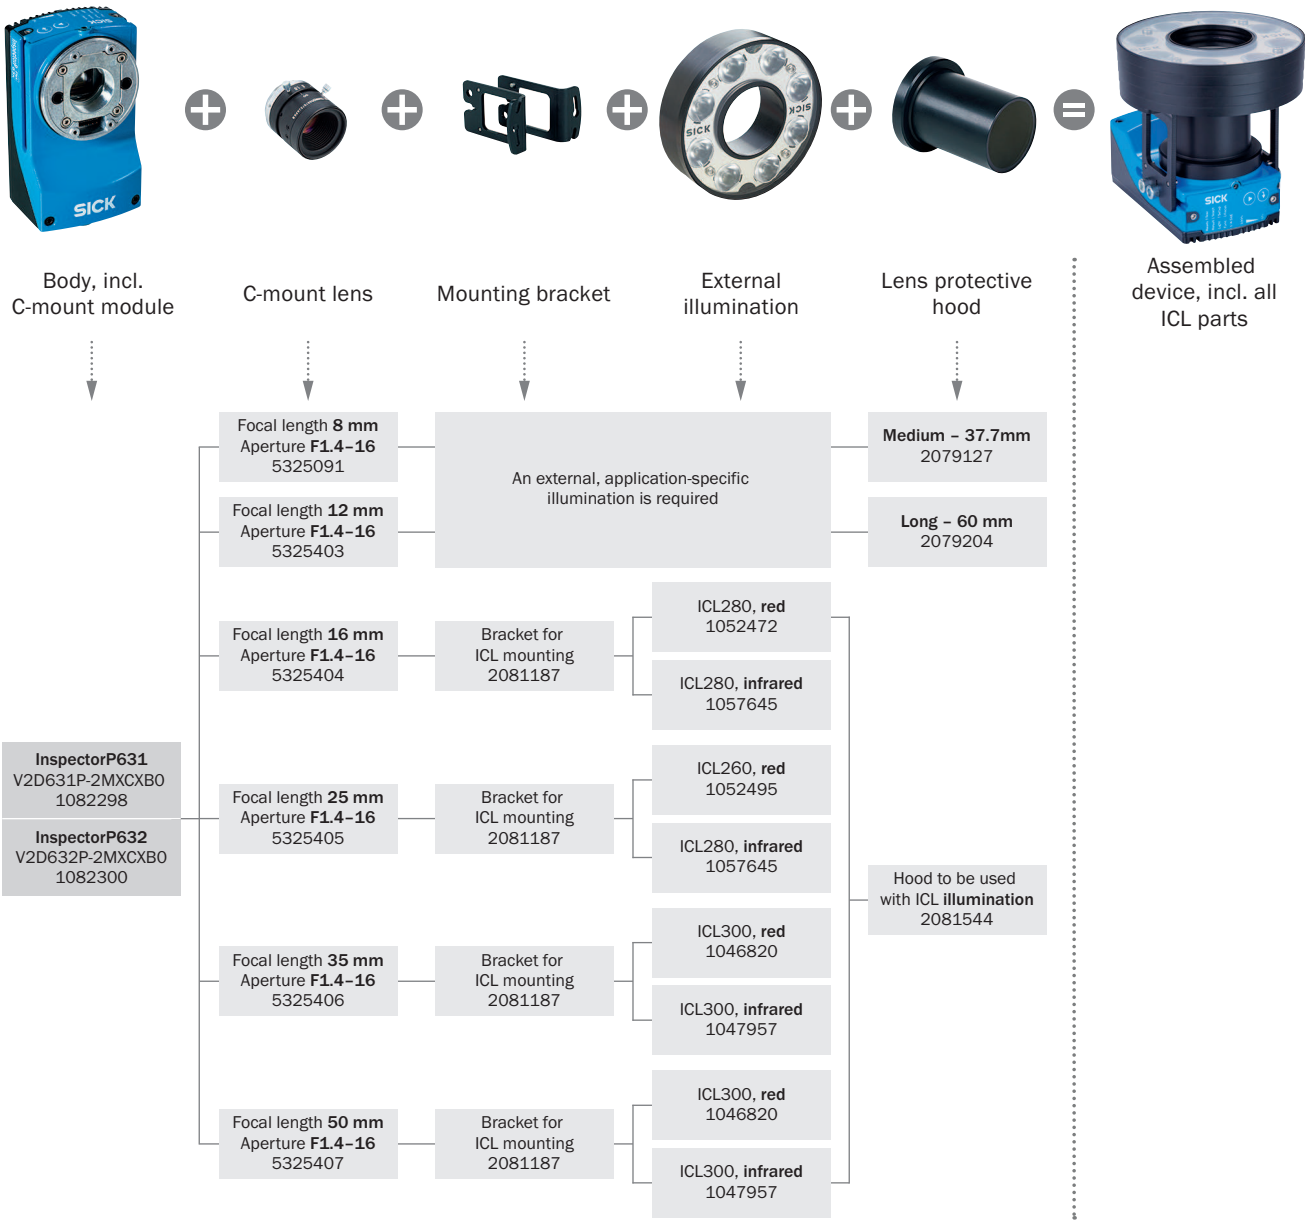 SICK
SICK
SICK
SICK
Body, incl.
C-mount module
C-mount lens
Mounting bracket
External
illumination
Lens protective
hood
Assembled
device, incl. all
ICL parts
Focal length 8 mm
Aperture F1.4–16
5325091
An external, application-specific
illumination is required
Medium – 37.7mm
2079127
Focal length 12 mm
Aperture F1.4–16
5325403
Long – 60 mm
2079204
Focal length 16 mm
Aperture F1.4–16
5325404
Bracket for
ICL mounting
2081187
ICL280, red
1052472
ICL280, infrared
1057645
InspectorP631
V2D631P-2MXCXB0
1082298
InspectorP632
V2D632P-2MXCXB0
1082300
Focal length 25 mm
Aperture F1.4–16
5325405
Bracket for
ICL mounting
2081187
ICL260, red
1052495
ICL280, infrared
1057645
Hood to be used
with ICL illumination
2081544
Focal length 35 mm
Aperture F1.4–16
5325406
Bracket for
ICL mounting
2081187
ICL300, red
1046820
ICL300, infrared
1047957
Focal length 50 mm
Aperture F1.4–16
5325407
Bracket for
ICL mounting
2081187
ICL300, red
1046820
ICL300, infrared
1047957